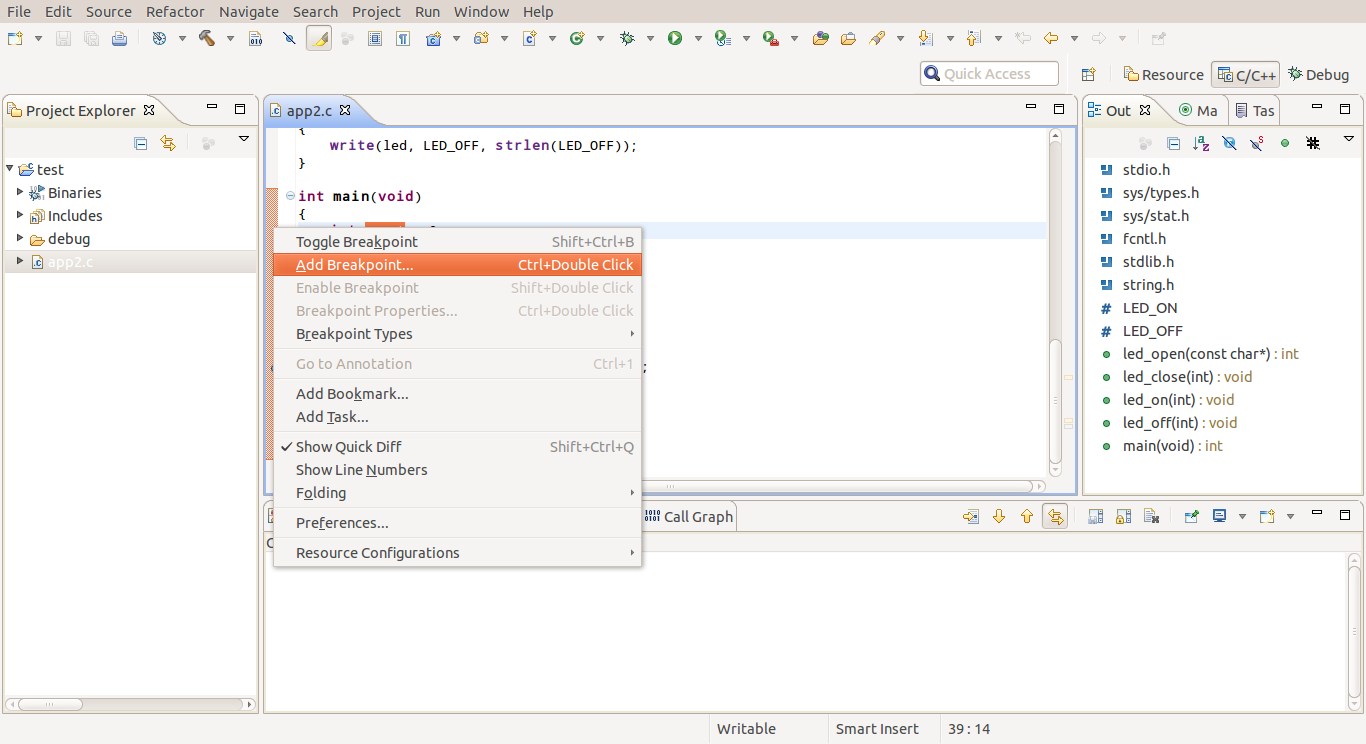 File Edit Source Refactor Navigate Search Project Run Window Help
Quick Access
Resource C/C++ Debug
Project Explorer
test
Binaries
Includes
debug
app2.c
app2.c
{
write(led, LED_OFF, strlen(LED_OFF));
}
int main(void)
{
Toggle Breakpoint Shift+Ctrl+B
Add Breakpoint... Ctrl+Double Click
Enable Breakpoint Shift+Double Click
Breakpoint Properties... Ctrl+Double Click
Breakpoint Types
Go to Annotation Ctrl+1
;
Add Bookmark...
Add Task...
Show Quick Diff Shift+Ctrl+Q
Show Line Numbers
Folding
Preferences...
Resource Configurations
Out Ma Tas
stdio.h
sys/types.h
sys/stat.h
fcntl.h
stdlib.h
string.h
# LED_ON
# LED_OFF
led_open(const char*) : int
led_close(int) : void
led_on(int) : void
led_off(int) : void
main(void) : int
Call Graph
Writable Smart Insert 39 : 14